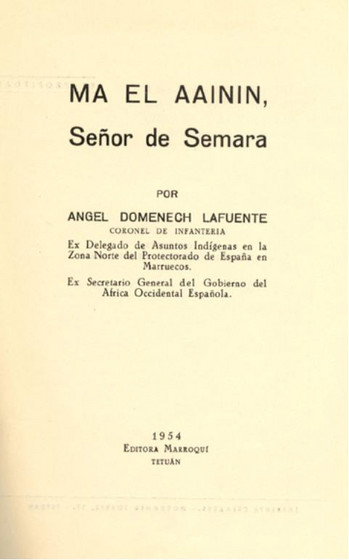 MA EL AAININ,
Señor de Semara
POR
ANGEL DOMENECH LAFUENTE
CORONEL DE INFANTERIA
Ex Delegado de Asuntos Indígenas en la
Zona Norte del Protectorado de España en
Marruecos.
Ex Secretario General del Gobierno del
Africa Occidental Española.
1954
EDITORA MARROQUÍ
TETUÁN